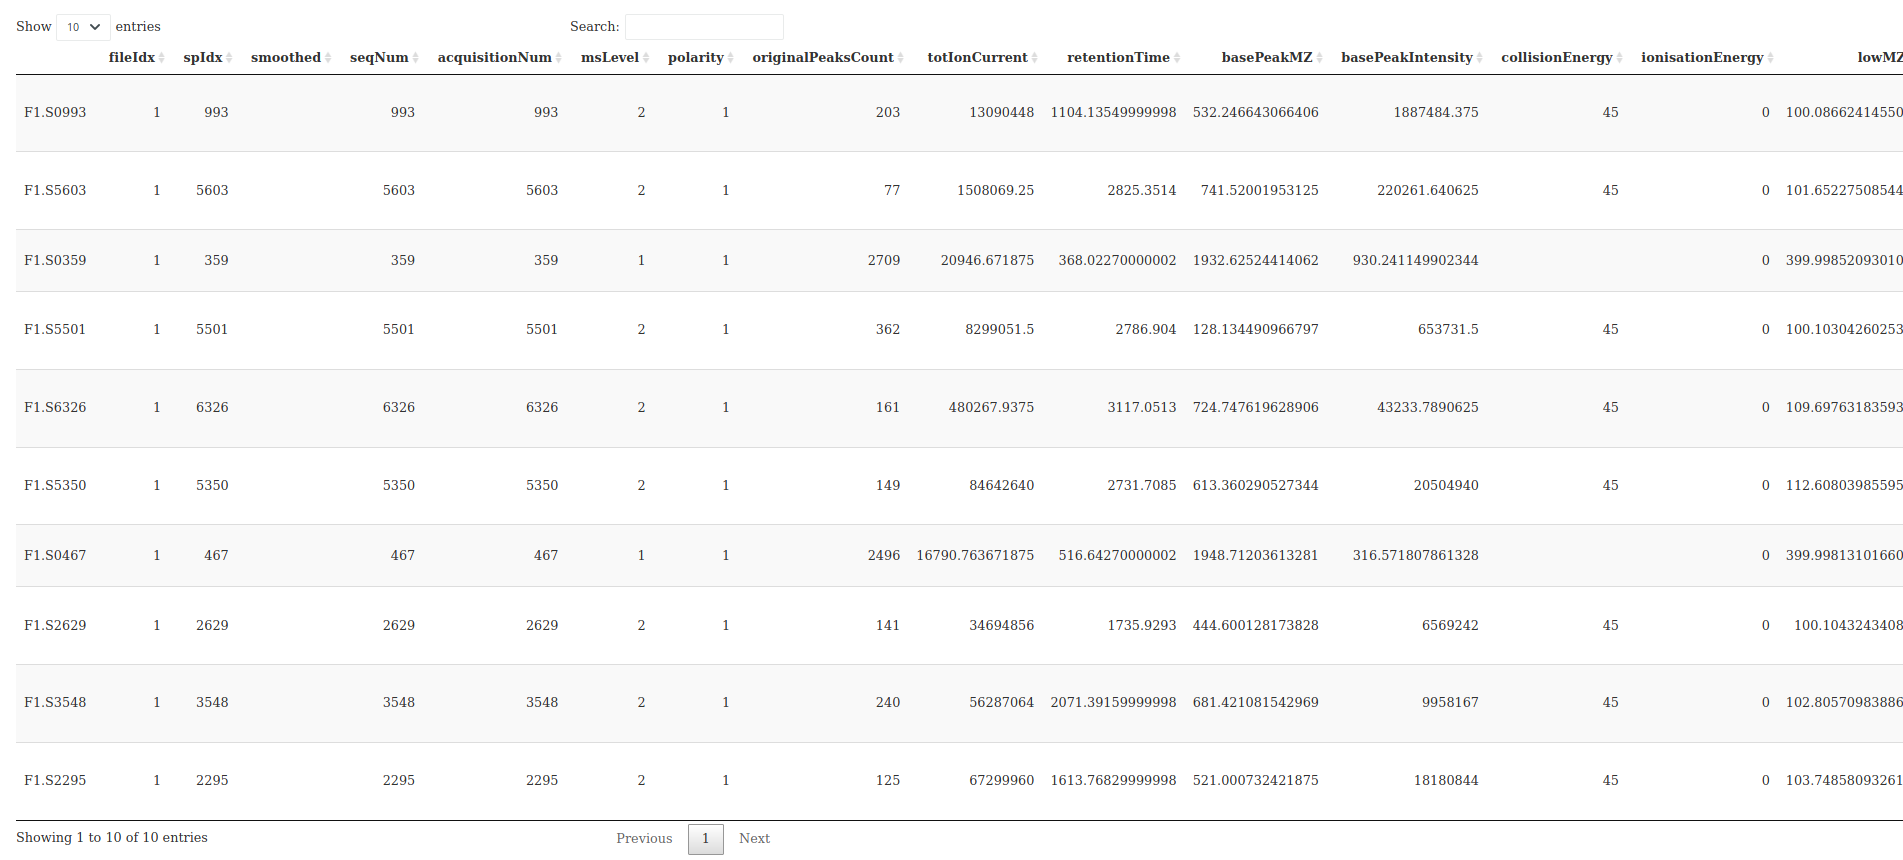 Show 10 entries Search:
fileIdx spIdx smoothed seqNum acquisitionNum msLevel polarity originalPeaksCount totIonCurrent retentionTime basePeakMZ basePeakIntensity collisionEnergy ionisationEnergy lowMZ
F1.S0993 1 993 993 993 2 1 203 13090448 1104.13549999998 532.246643066406 1887484.375 45 0 100.08662414550
F1.S5603 1 5603 5603 5603 2 1 77 1508069.25 2825.3514 741.52001953125 220261.640625 45 0 101.65227508544
F1.S0359 1 359 359 359 1 1 2709 20946.671875 368.02270000002 1932.62524414062 930.241149902344 0 399.99852093010
F1.S5501 1 5501 5501 5501 2 1 362 8299051.5 2786.904 128.134490966797 653731.5 45 0 100.10304260253
F1.S6326 1 6326 6326 6326 2 1 161 480267.9375 3117.0513 724.747619628906 43233.7890625 45 0 109.69763183593
F1.S5350 1 5350 5350 5350 2 1 149 84642640 2731.7085 613.360290527344 20504940 45 0 112.60803985595
F1.S0467 1 467 467 467 1 1 2496 16790.763671875 516.64270000002 1948.71203613281 316.571807861328 0 399.99813101660
F1.S2629 1 2629 2629 2629 2 1 141 34694856 1735.9293 444.600128173828 6569242 45 0 100.1043243408
F1.S3548 1 3548 3548 3548 2 1 240 56287064 2071.39159999998 681.421081542969 9958167 45 0 102.80570983886
F1.S2295 1 2295 2295 2295 2 1 125 67299960 1613.76829999998 521.000732421875 18180844 45 0 103.74858093261
Showing 1 to 10 of 10 entries Previous 1 Next